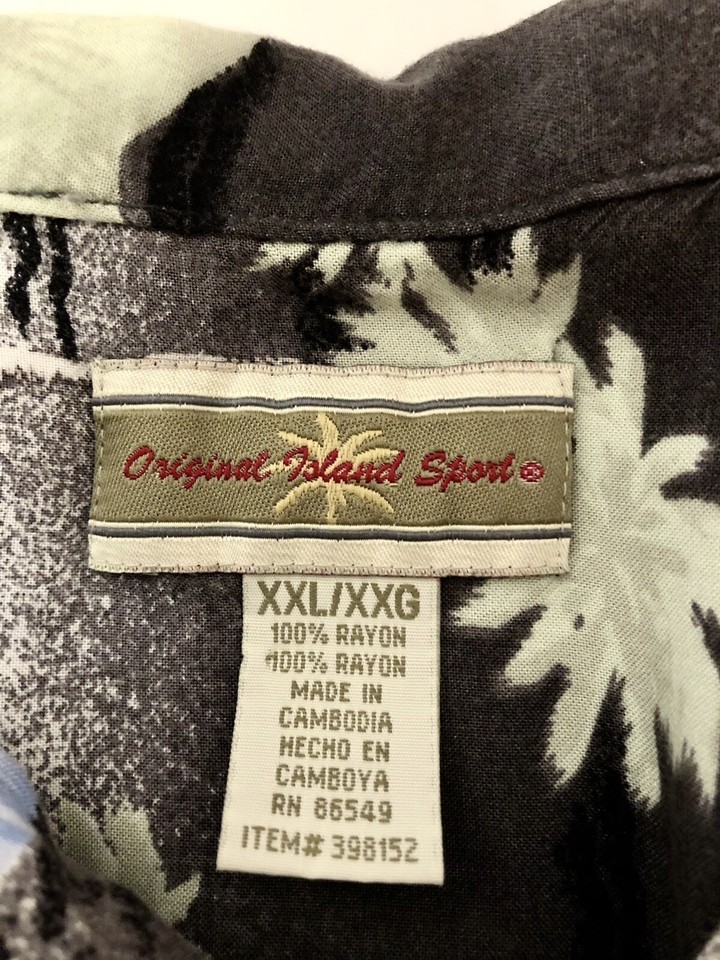 Original Island Sport®
XXL/XXG
100% RAYON
100% RAYON
MADE IN
CAMBODIA
HECHO EN
CAMBOYA
RN 86549
ITEM# 398152